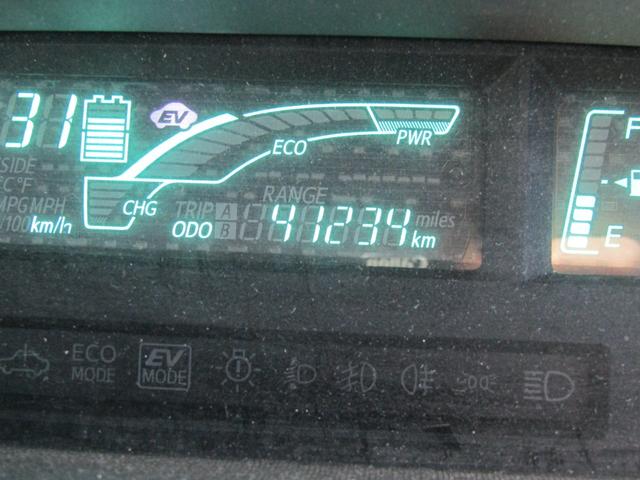 31
EV
ECO
PWR
F
SIDE
°C°F
MPG MPH
/100
km/h
CHG
RANGE
TRIP A
B
ODO
41234
miles
km
E
ECO
MODE
EV
MODE